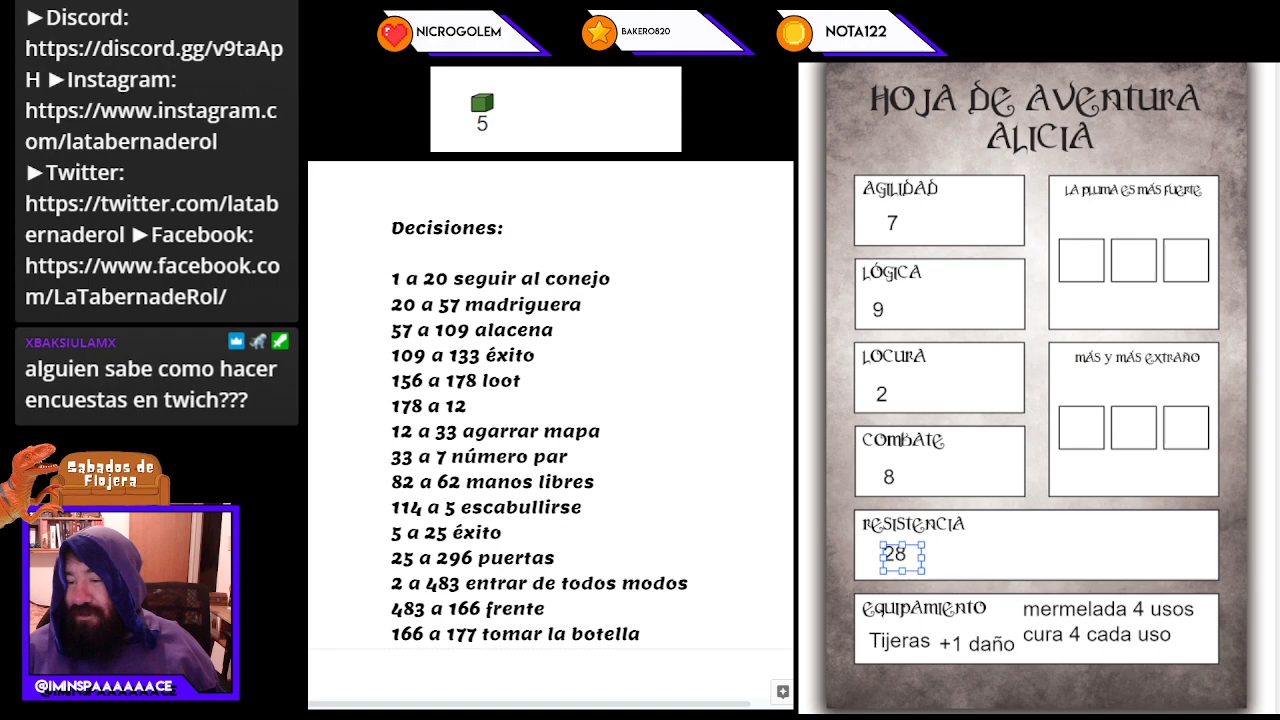 ►Discord:
https://discord.gg/v9taAp
H ►Instagram:
https://www.instagram.c
om/latabernaderol
►Twitter:
https://twitter.com/latab
ernaderol ►Facebook:
https://www.facebook.co
m/LaTabernadeRol/
XBAKSIULAMX
alguien sabe como hacer
encuestas en twich???
Sabados de
Flojera
@IMINSPAAAAAACE
NICROGOLEM
BAKERO820
NOTA122
5
Decisiones:
1 a 20 seguir al conejo
20 a 57 madriguera
57 a 109 alacena
109 a 133 éxito
156 a 178 loot
178 a 12
12 a 33 agarrar mapa
33 a 7 número par
82 a 62 manos libres
114 a 5 escabullirse
5 a 25 éxito
25 a 296 puertas
2 a 483 entrar de todos modos
483 a 166 frente
166 a 177 tomar la botella
HOJA DE AVENTURA
ALICIA
AGILIDAD
7
LÓGICA
9
LOCURA
2
COMBATE
8
LA PLUMA ES MÁS FUERTE
MÁS Y MÁS EXTRAÑO
RESISTENCIA
28
EQUIPAMIENTO
Tijeras +1 daño
mermelada 4 usos
cura 4 cada uso